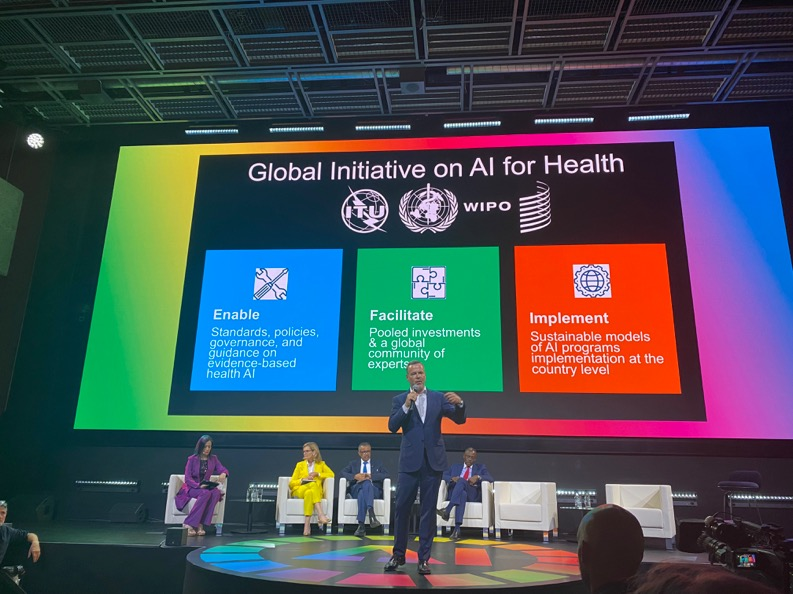 Global Initiative on AI for Health
ITU
WIPO
Enable
Standards, policies,
governance, and
guidance on
evidence-based
health AI
Facilitate
Pooled investments
& a global
community of
experts
Implement
Sustainable models
of AI programs
implementation at the
country level